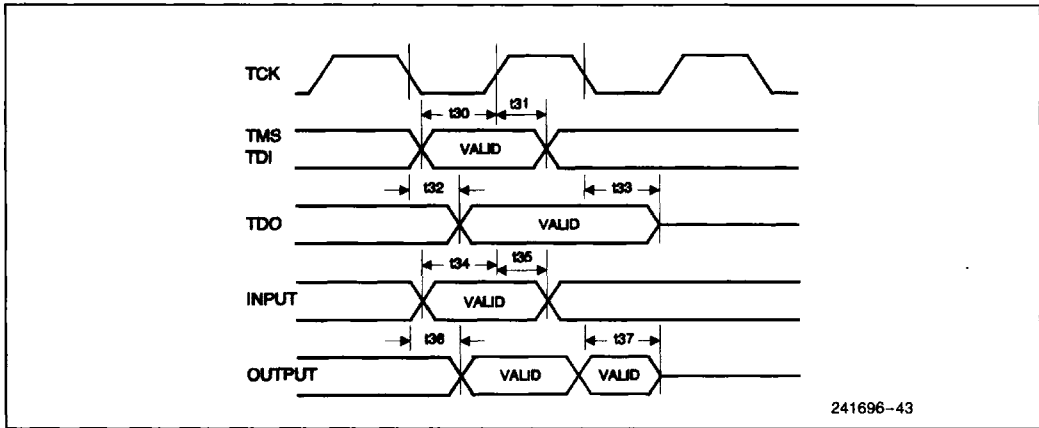 TCK
t30 t31
TMS
TDI
VALID
t32 t33
TDO
VALID
t34 t35
INPUT
VALID
t36 t37
OUTPUT
VALID VALID
241696-43